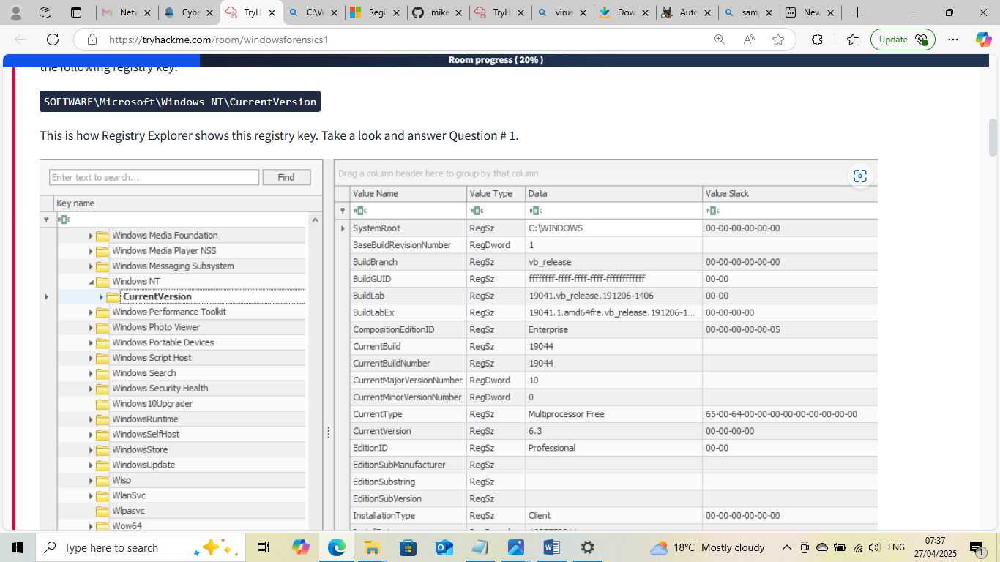 Netw
Cybe
TryH
C:\W
Regi
mike
TryH
virus
Dow
Auto
sam
New
https://tryhackme.com/room/windowsforensics1
Update
Room progress ( 20% )
the following registry key:
SOFTWARE\Microsoft\Windows NT\CurrentVersion
This is how Registry Explorer shows this registry key. Take a look and answer Question # 1.
Enter text to search... Find
Key name
Windows Media Foundation
Windows Media Player NSS
Windows Messaging Subsystem
Windows NT
CurrentVersion
Windows Performance Toolkit
Windows Photo Viewer
Windows Portable Devices
Windows Script Host
Windows Search
Windows Security Health
Windows10Upgrader
WindowsRuntime
WindowsSelfHost
WindowsStore
WindowsUpdate
Wisp
WlanSvc
Wlpasvc
Wow64
Drag a column header here to group by that column
Value Name Value Type Data Value Slack
SystemRoot RegSz C:\WINDOWS 00-00-00-00-00-00
BaseBuildRevisionNumber RegDword 1
BuildBranch RegSz vb_release 00-00-00-00-00-00
BuildGUID RegSz ffffffff-ffff-ffff-ffff-ffffffffffff 00-00
BuildLab RegSz 19041.vb_release.191206-1406 00-00
BuildLabEx RegSz 19041.1.amd64fre.vb_release.191206-1... 00-00-00-00
CompositionEditionID RegSz Enterprise 00-00-00-00-00-05
CurrentBuild RegSz 19044
CurrentBuildNumber RegSz 19044
CurrentMajorVersionNumber RegDword 10
CurrentMinorVersionNumber RegDword 0
CurrentType RegSz Multiprocessor Free 65-00-64-00-00-00-00-00-00-00-00-00
CurrentVersion RegSz 6.3 00-00-00-00
EditionID RegSz Professional 00-00
EditionSubManufacturer RegSz
EditionSubstring RegSz
EditionSubVersion RegSz
InstallationType RegSz Client 00-00-00-00-00-00
Type here to search
18°C Mostly cloudy
ENG
07:37
27/04/2025
1